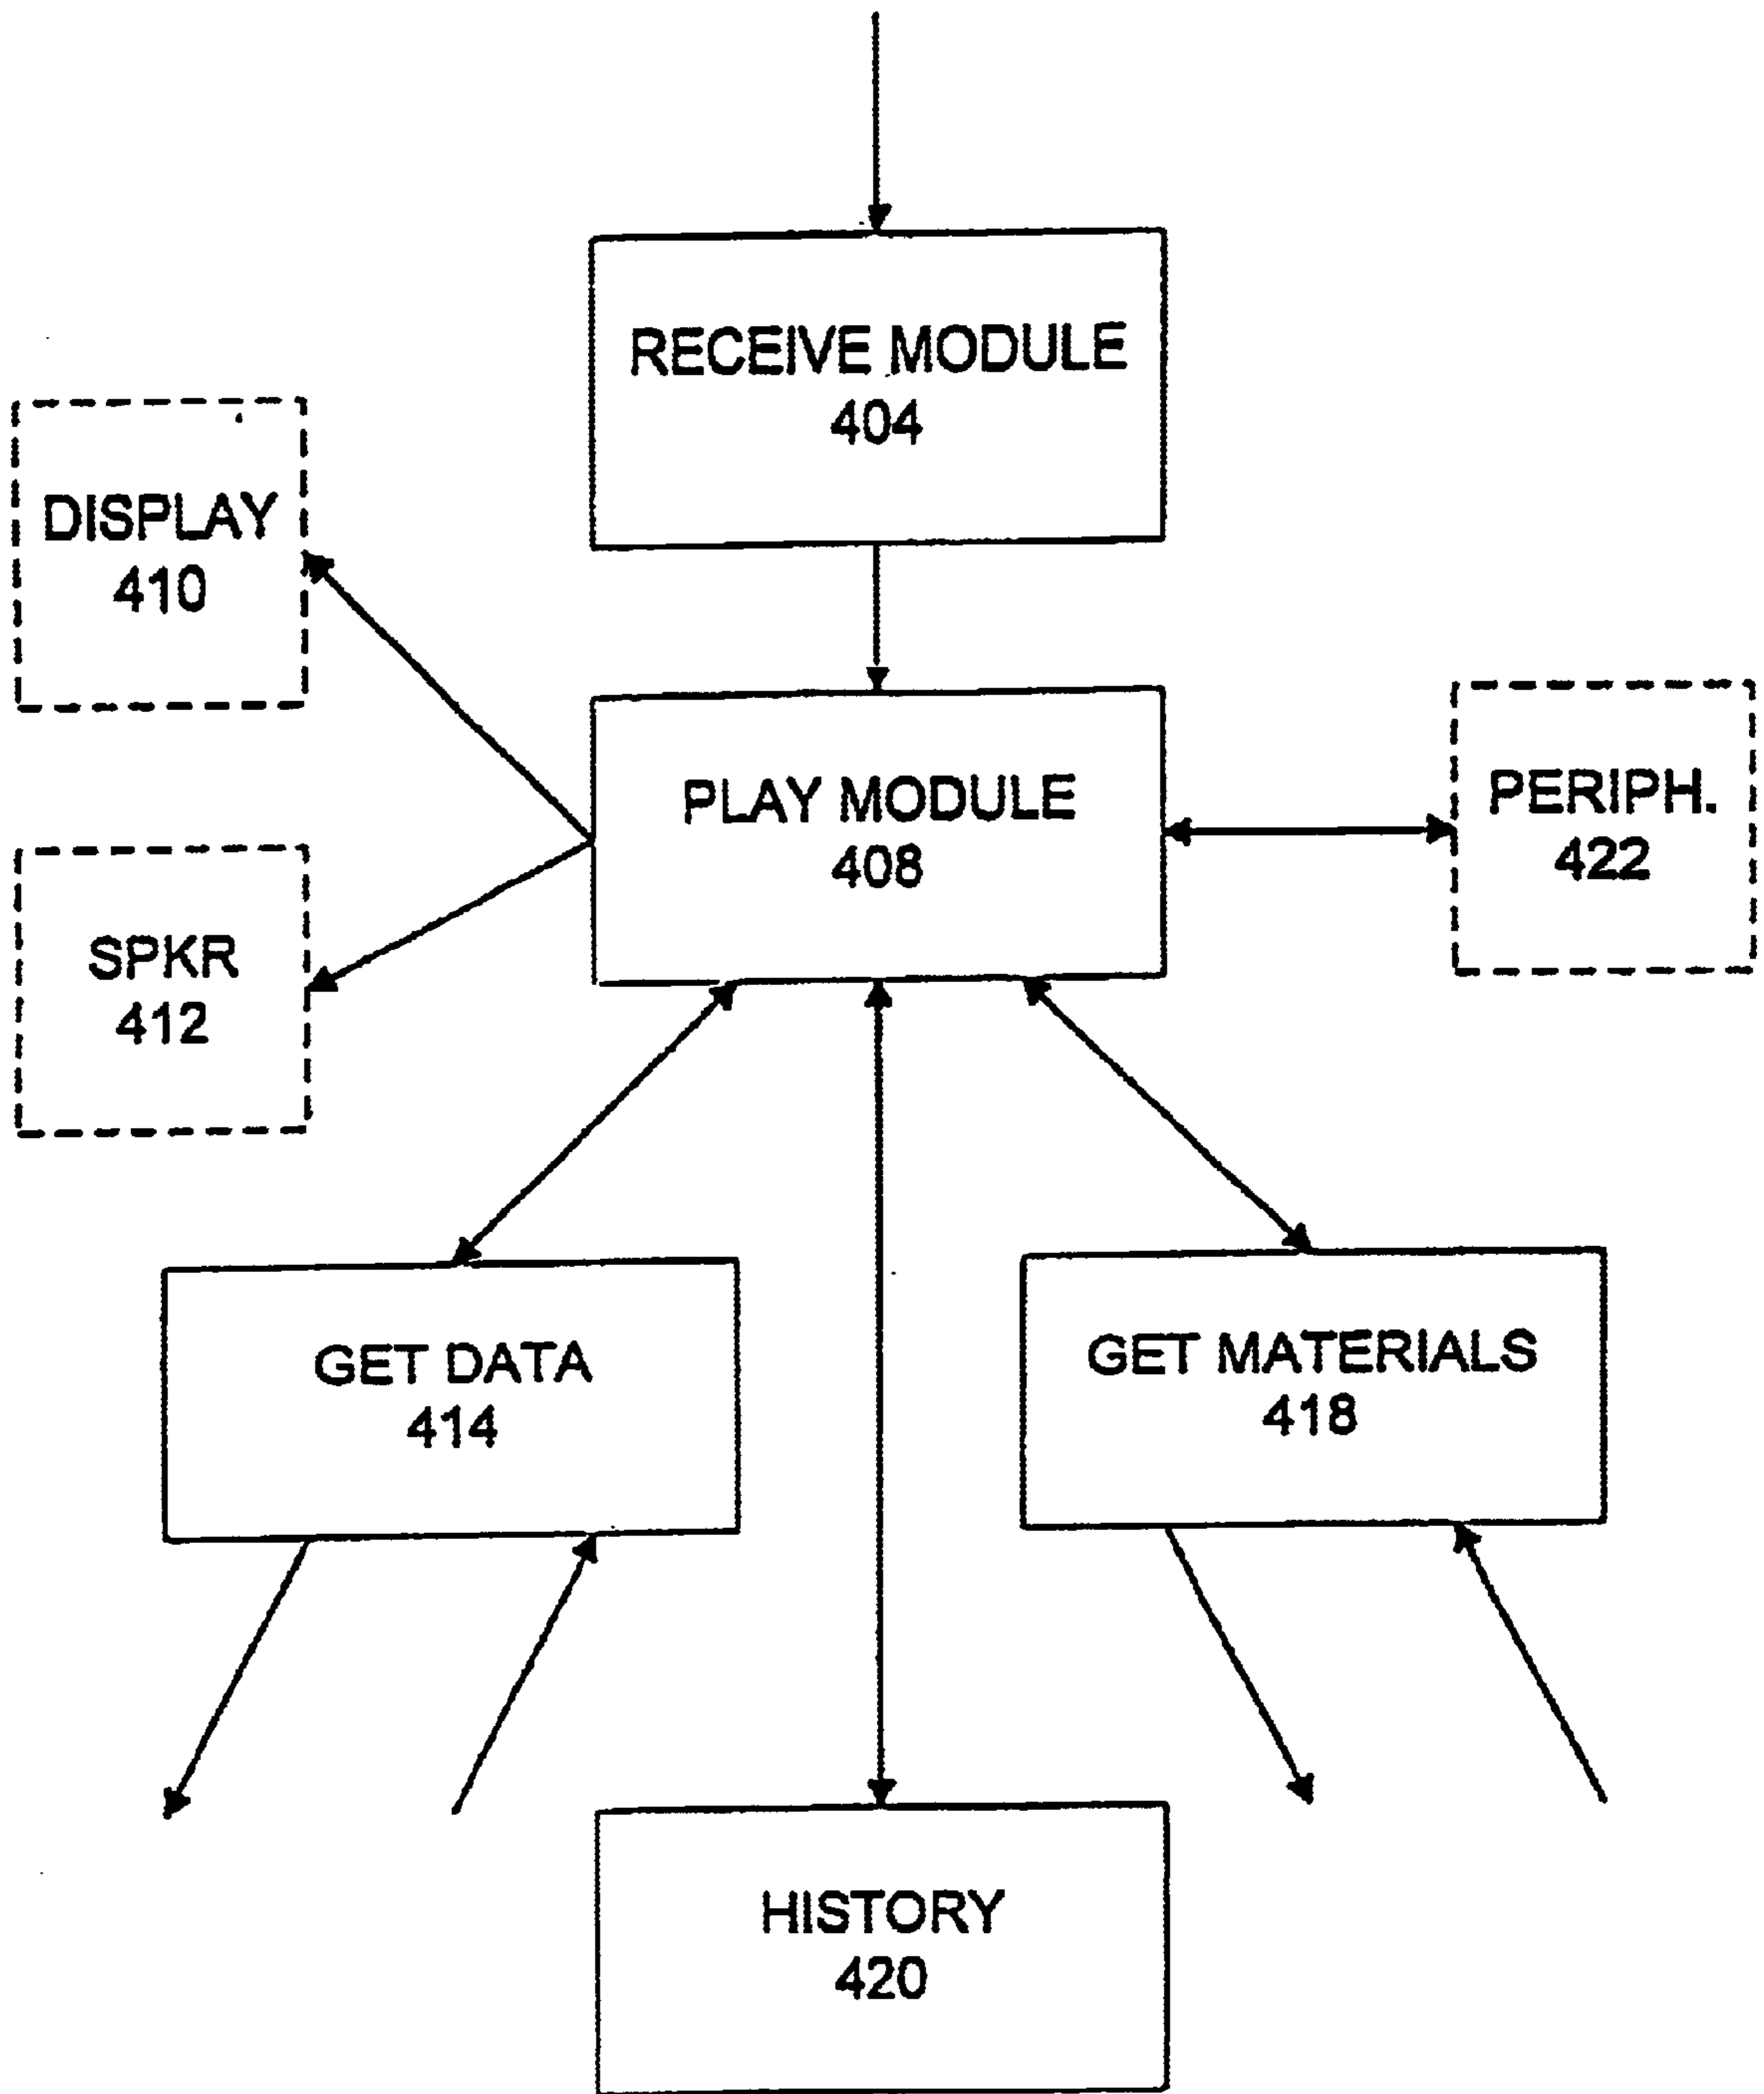 RECEIVE MODULE
404
DISPLAY
410
PLAY MODULE
408
PERIPH.
422
SPKR
412
GET DATA
414
GET MATERIALS
418
HISTORY
420